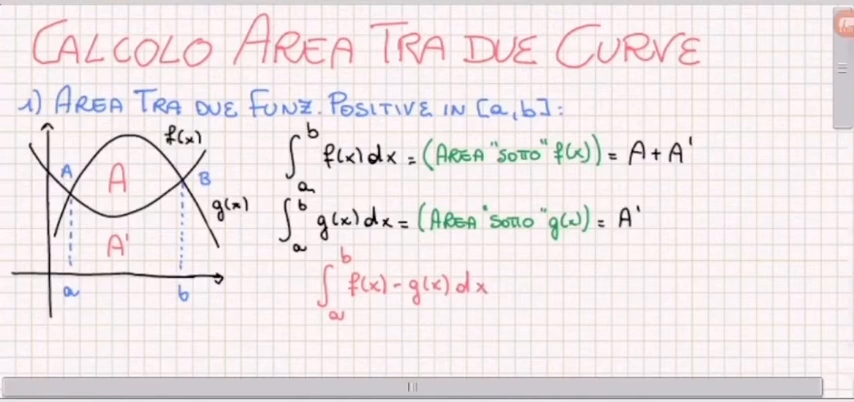 CALCOLO AREA TRA DUE CURVE
1) AREA TRA DUE FUNZ. POSITIVE IN [a,b]:
f(x)
A
A
B
g(x)
A'
a
b
∫ₐᵇ f(x) dx = (AREA "SOTTO" f(x)) = A + A'
∫ₐᵇ g(x) dx = (AREA "SOTTO" g(x)) = A'
∫ₐᵇ f(x) - g(x) dx